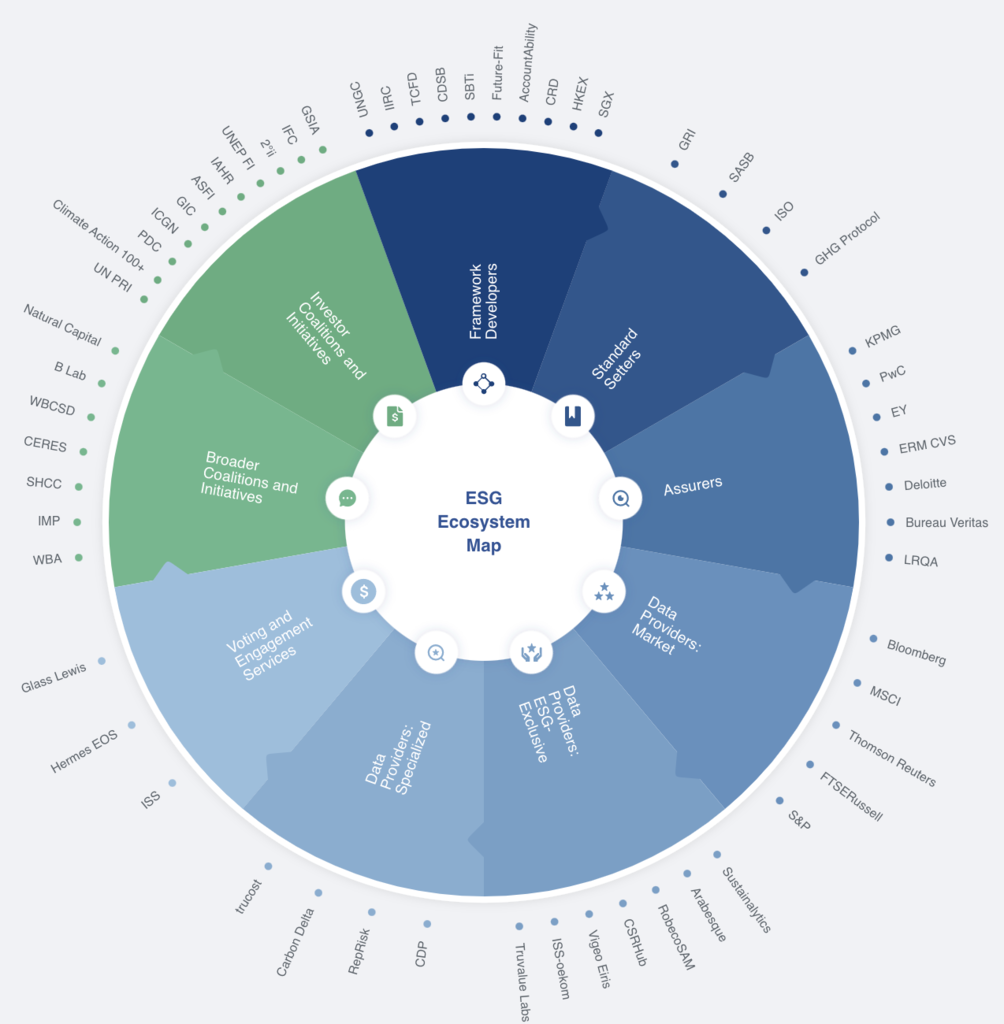 ESG
Ecosystem
Map
Framework
Developers
UNGC
IIRC
TCFD
CDSB
SBTi
Future-Fit
AccountAbility
CRD
HKEX
SGX
Standard
Setters
GRI
SASB
ISO
GHG Protocol
Assurers
KPMG
PwC
EY
ERM CVS
Deloitte
Bureau Veritas
LRQA
Data
Providers:
Market
Bloomberg
MSCI
Thomson Reuters
FTSERussell
S&P
Data
Providers:
ESG-
Exclusive
Sustainalytics
Arabesque
RobecoSAM
CSRHub
Vigeo Eiris
ISS-oekom
Truvalue Labs
Data
Providers:
Specialized
CDP
RepRisk
Carbon Delta
trucost
Voting and
Engagement
Services
ISS
Hermes EOS
Glass Lewis
Broader
Coalitions and
Initiatives
WBA
IMP
SHCC
CERES
WBCSD
B Lab
Natural Capital
Investor
Coalitions and
Initiatives
UN PRI
Climate Action 100+
PDC
ICGN
GIC
ASFI
IAHR
UNEP FI
2°ii
IFC
GSIA